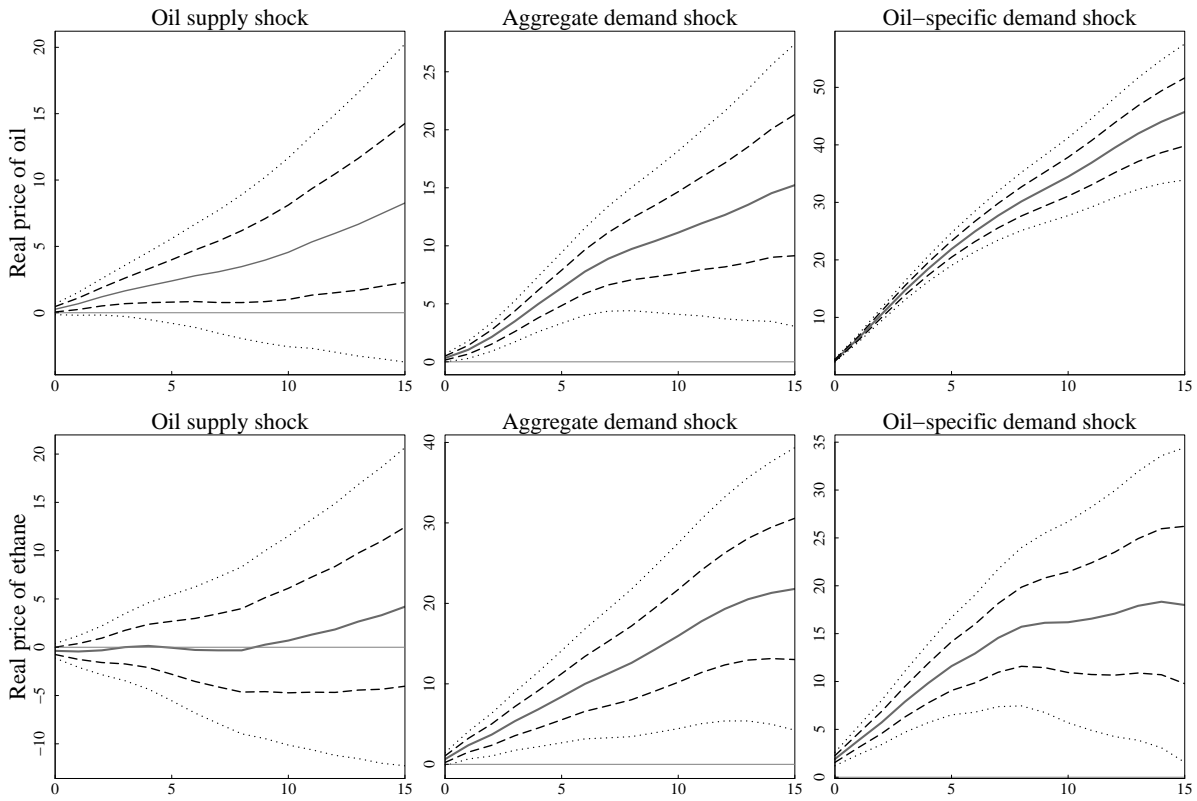 Oil supply shock
Aggregate demand shock
Oil−specific demand shock
Real price of oil
20
15
10
5
0
25
20
15
10
5
0
50
40
30
20
10
0 5 10 15
0 5 10 15
0 5 10 15
Oil supply shock
Aggregate demand shock
Oil−specific demand shock
Real price of ethane
20
15
10
5
0
−5
−10
40
30
20
10
0
35
30
25
20
15
10
5
0
0 5 10 15
0 5 10 15
0 5 10 15